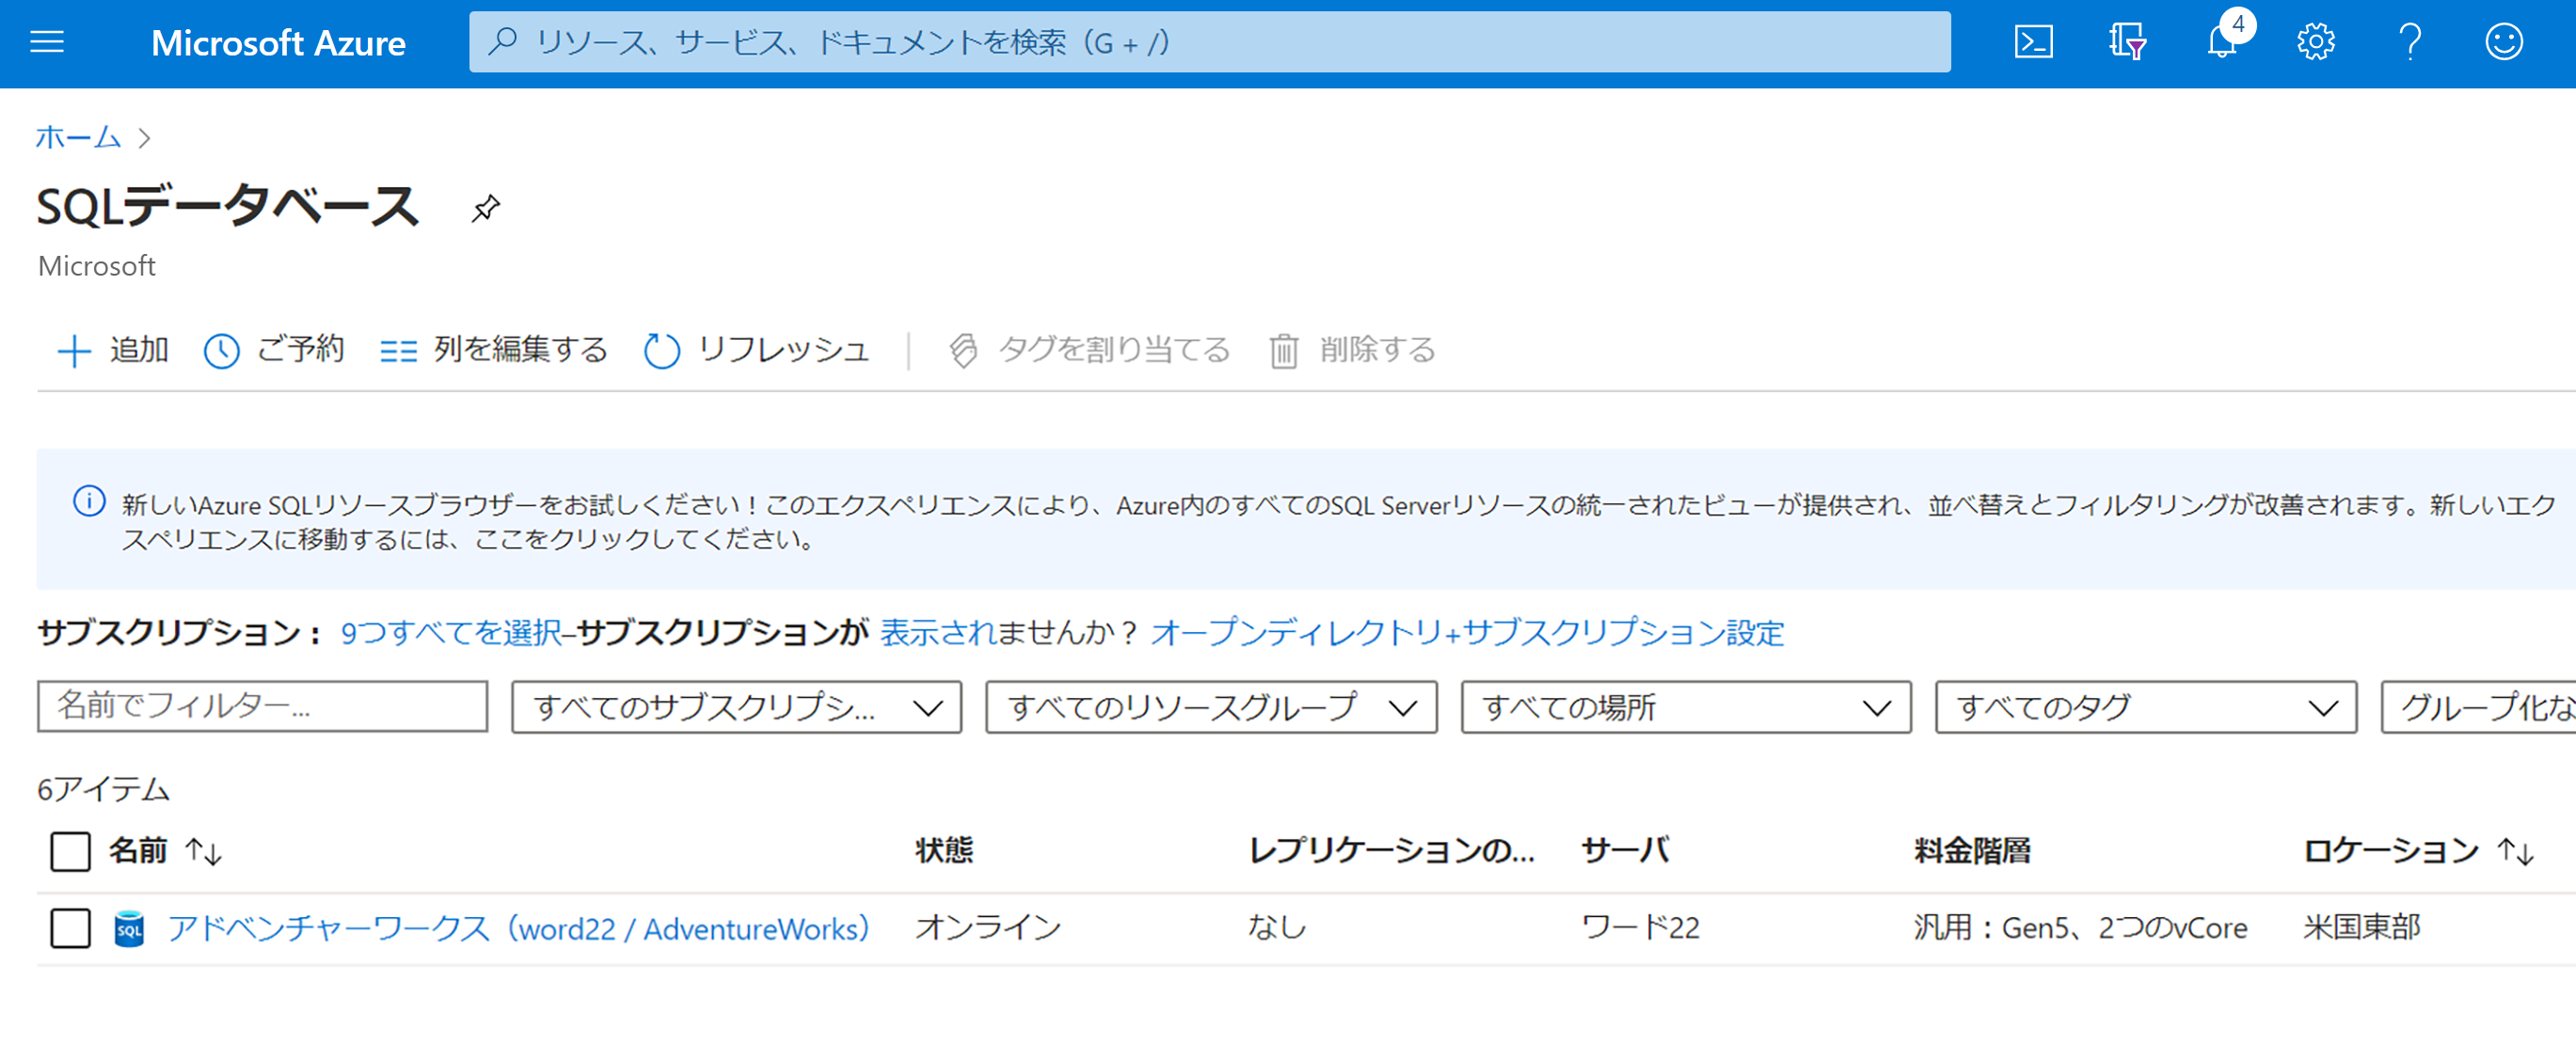 Microsoft Azure
リソース、サービス、ドキュメントを検索（G + /）
4
ホーム
SQLデータベース
Microsoft
追加 ご予約 列を編集する リフレッシュ タグを割り当てる 削除する
新しいAzure SQLリソースブラウザーをお試しください！このエクスペリエンスにより、Azure内のすべてのSQL Serverリソースの統一されたビューが提供され、並べ替えとフィルタリングが改善されます。新しいエク
スペリエンスに移動するには、ここをクリックしてください。
サブスクリプション： 9つすべてを選択–サブスクリプションが 表示されませんか？ オープンディレクトリ+サブスクリプション設定
名前でフィルター... すべてのサブスクリプシ... すべてのリソースグループ すべての場所 すべてのタグ グループ化な
6アイテム
名前 ↑↓ 状態 レプリケーションの... サーバ 料金階層 ロケーション ↑↓
SQL アドベンチャーワークス（word22 / AdventureWorks） オンライン なし ワード22 汎用：Gen5、2つのvCore 米国東部